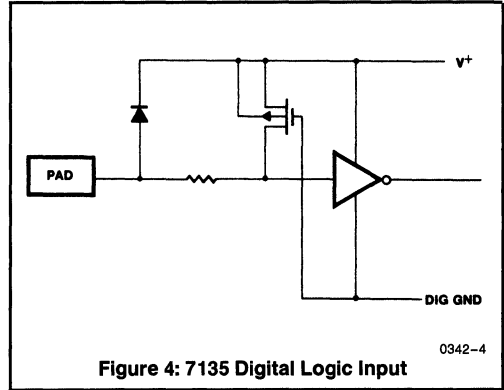 V+
PAD
DIG GND
0342-4
Figure 4: 7135 Digital Logic Input